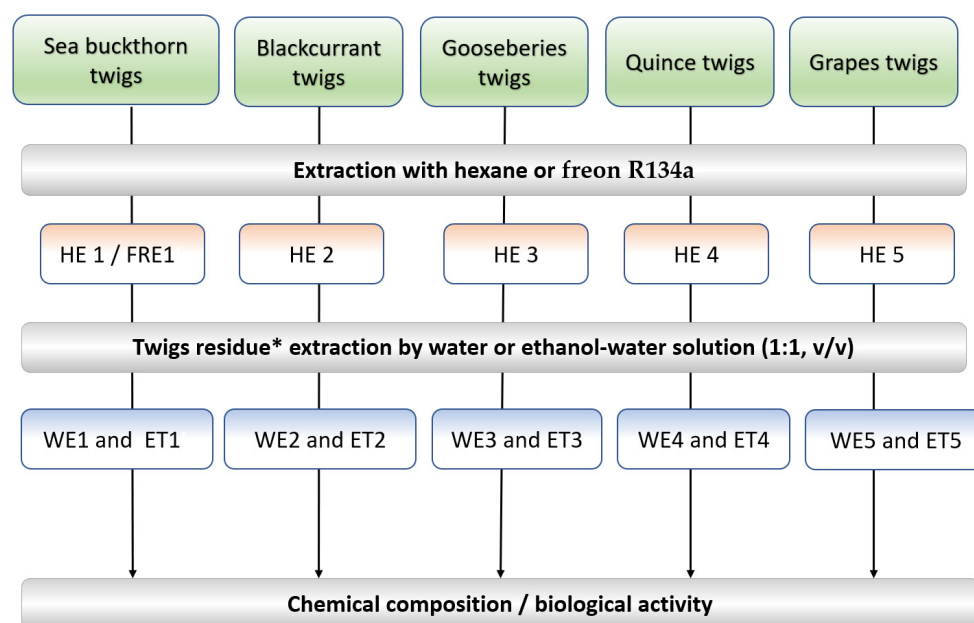 Sea buckthorn
twigs
Blackcurrant
twigs
Gooseberies
twigs
Quince twigs
Grapes twigs
Extraction with hexane or freon R134a
HE 1 / FRE1
HE 2
HE 3
HE 4
HE 5
Twigs residue* extraction by water or ethanol-water solution (1:1, v/v)
WE1 and ET1
WE2 and ET2
WE3 and ET3
WE4 and ET4
WE5 and ET5
Chemical composition / biological activity